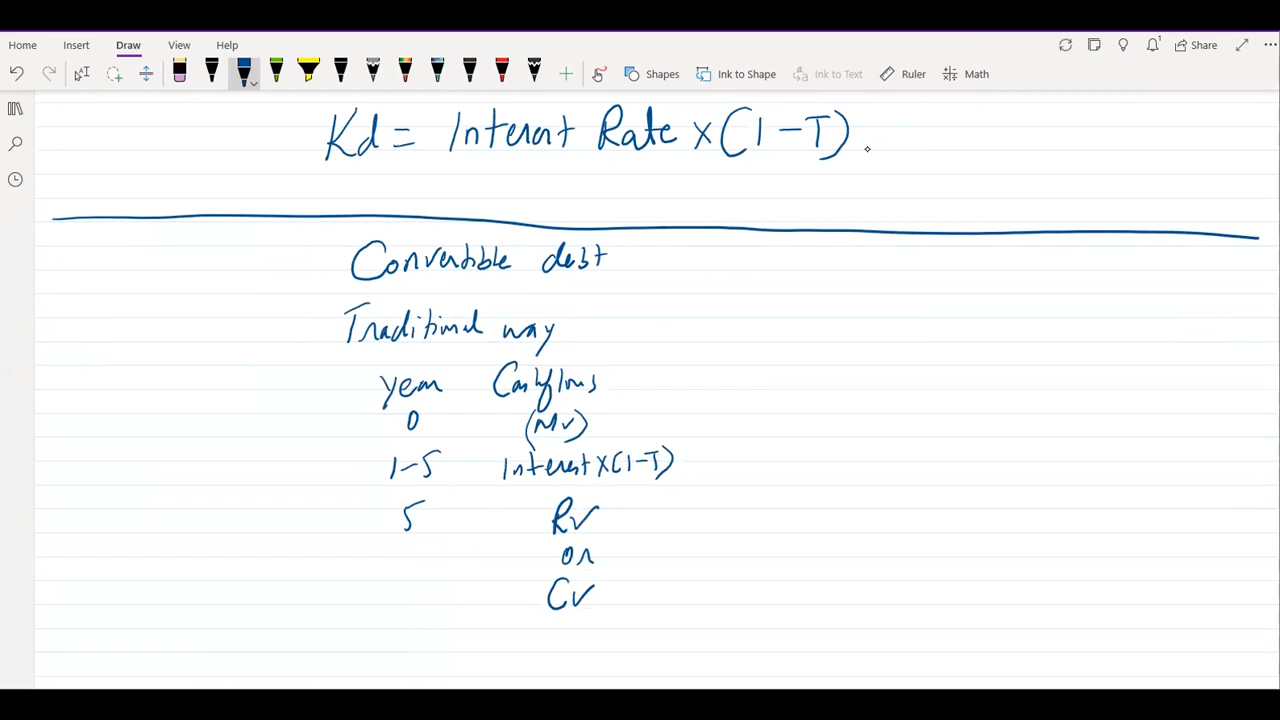 Home Insert Draw View Help
1 Share
Shapes Ink to Shape Ink to Text Ruler Math
Kd = Interest Rate x (1 - T)
Convertible debt
Traditional way
year Cashflows
0 (MV)
1-5 Interest x (1-T)
5 RV
or
CV